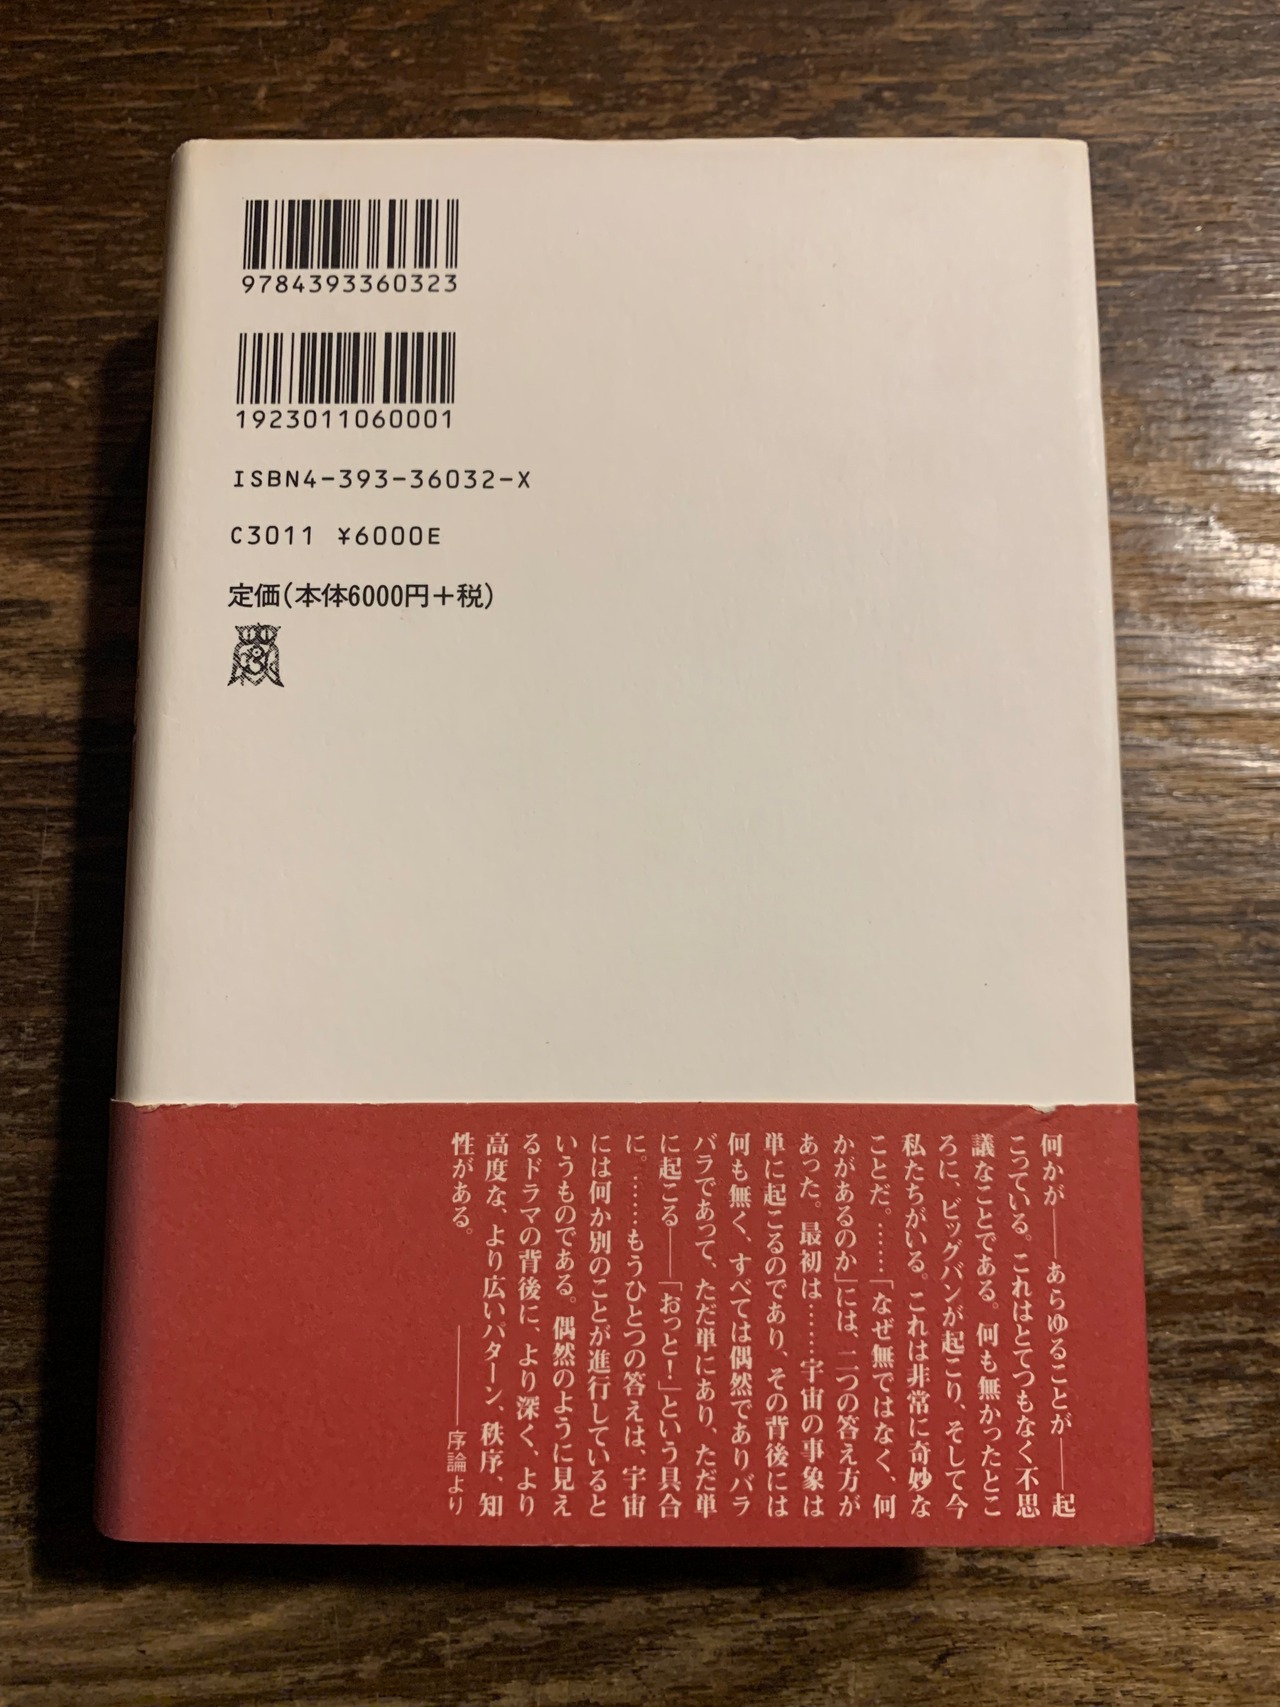 9784393360323
1923011060001
ISBN4-393-36032-X
C3011 ¥6000E
定価(本体6000円+税)
何かが──あらゆることが──起
こっている。これはとてつもなく不思
議なことである。何も無かったとこ
ろに、ビッグバンが起こり、そして今
私たちがいる。これは非常に奇妙な
ことだ。……「なぜ無ではなく、何
かがあるのか」には、二つの答え方が
あった。最初は……宇宙の事象は
単に起こるのであり、その背後には
何も無く、すべては偶然でありバラ
バラであって、ただ単にあり、ただ単
に起こる──「おっと!」という具合
に。……もうひとつの答えは、宇宙
には何か別のことが進行していると
いうものである。偶然のように見え
るドラマの背後に、より深く、より
高度な、より広いパターン、秩序、知
性がある。
───序論より